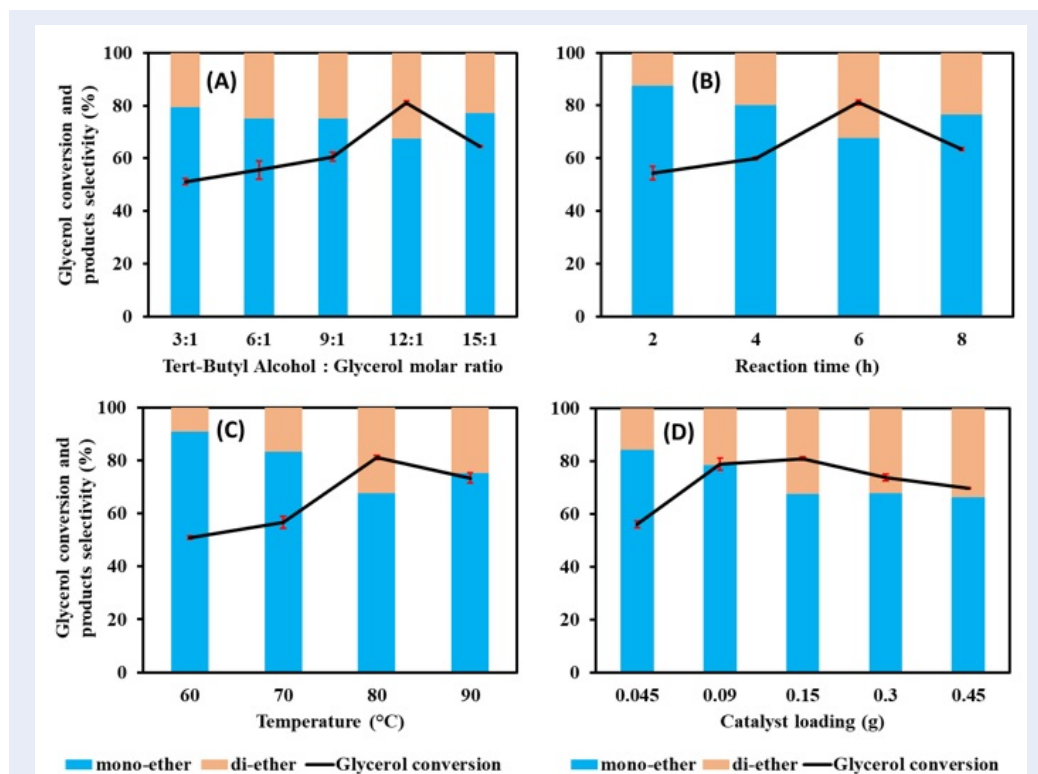 Glycerol conversion and
products selectivity (%)
100
80
60
40
20
0
(A)
3:1 6:1 9:1 12:1 15:1
Tert-Butyl Alcohol : Glycerol molar ratio
100
80
60
40
20
0
(B)
2 4 6 8
Reaction time (h)
Glycerol conversion and
products selectivity (%)
100
80
60
40
20
0
(C)
60 70 80 90
Temperature (°C)
100
80
60
40
20
0
(D)
0.045 0.09 0.15 0.3 0.45
Catalyst loading (g)
mono-ether di-ether Glycerol conversion
mono-ether di-ether Glycerol conversion